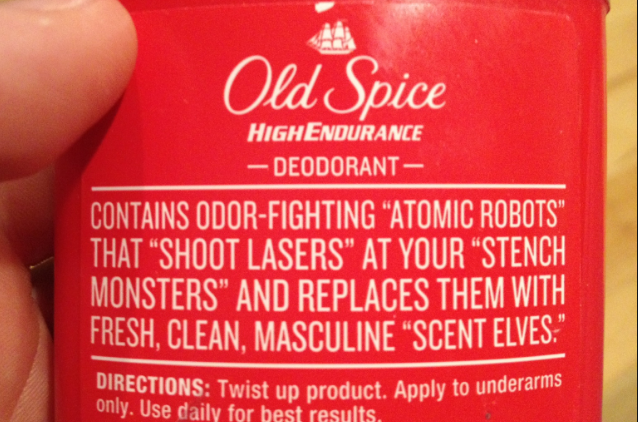 Old Spice
HIGHENDURANCE
— DEODORANT —
CONTAINS ODOR-FIGHTING “ATOMIC ROBOTS”
THAT “SHOOT LASERS” AT YOUR “STENCH
MONSTERS” AND REPLACES THEM WITH
FRESH, CLEAN, MASCULINE “SCENT ELVES.”
DIRECTIONS: Twist up product. Apply to underarms
only. Use daily for best results.